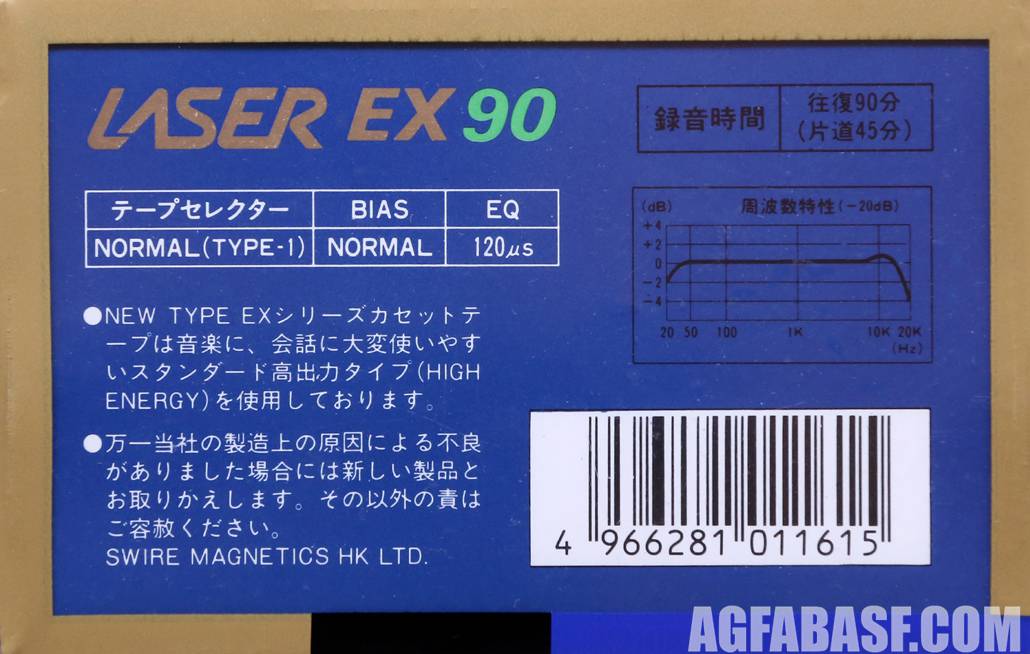 LASER EX 90
録音時間
往復90分
(片道45分)
テープセレクター BIAS EQ
NORMAL(TYPE-1) NORMAL 120μs
(dB) 周波数特性(-20dB)
+4
+2
0
-2
-4
20 50 100 1K 10K 20K
(Hz)
●NEW TYPE EXシリーズカセットテ
ープは音楽に、会話に大変使いやす
いスタンダード高出力タイプ(HIGH
ENERGY)を使用しております。
●万一当社の製造上の原因による不良
がありました場合には新しい製品と
お取りかえします。その以外の責は
ご容赦ください。
SWIRE MAGNETICS HK LTD.
4 966281 011615
AGFABASF.COM